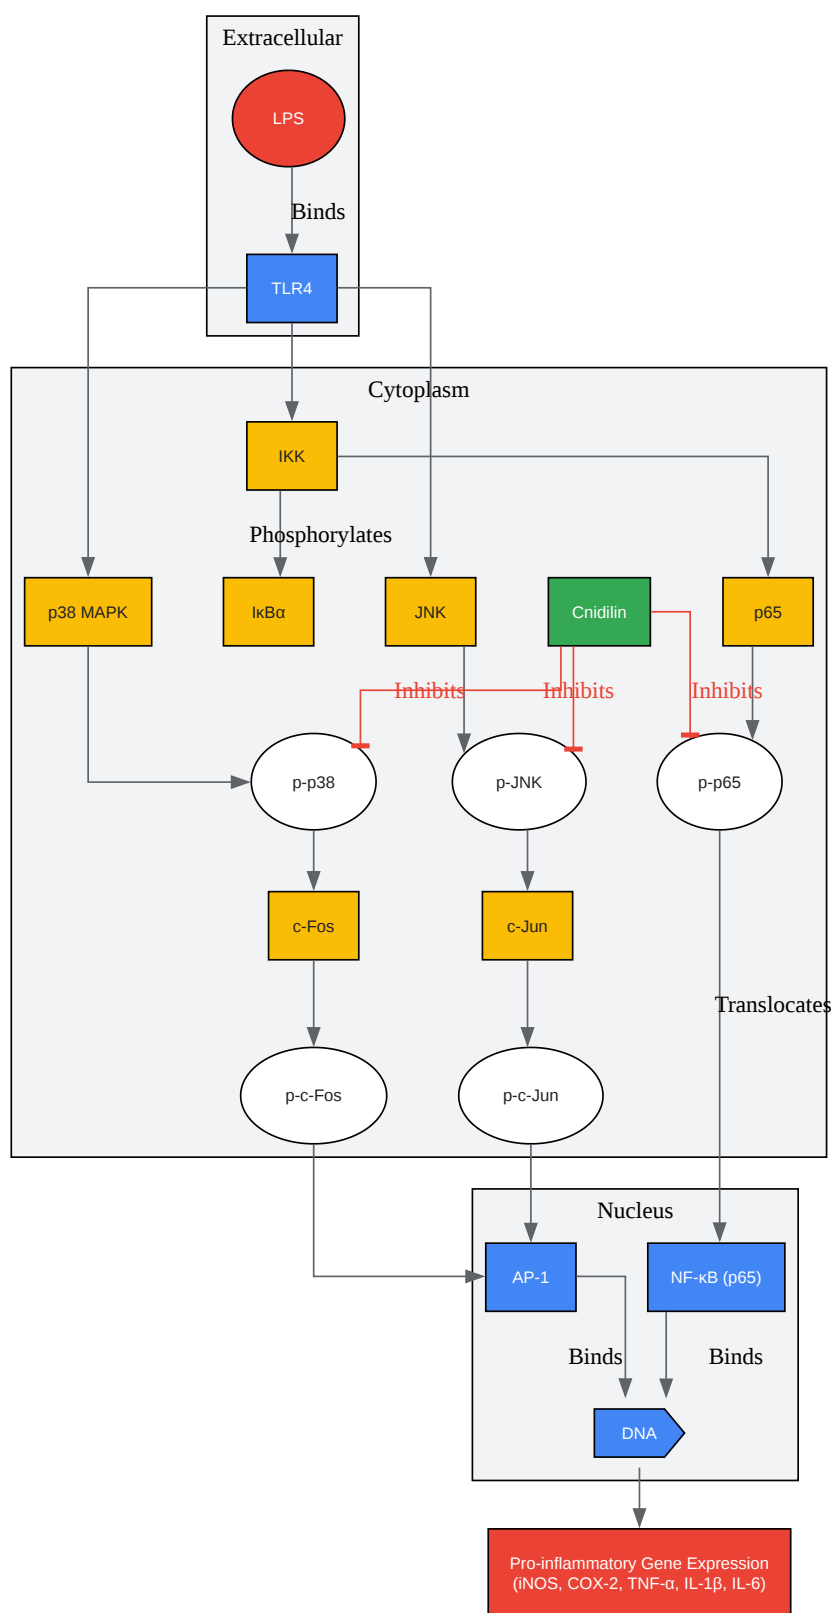 Extracellular
LPS
Binds
TLR4
Cytoplasm
IKK
Phosphorylates
p38 MAPK
IκBα
JNK
Cnidilin
p65
Inhibits
Inhibits
Inhibits
p-p38
p-JNK
p-p65
c-Fos
c-Jun
Translocates
p-c-Fos
p-c-Jun
Nucleus
AP-1
NF-κB (p65)
Binds
Binds
DNA
Pro-inflammatory Gene Expression
(iNOS, COX-2, TNF-α, IL-1β, IL-6)